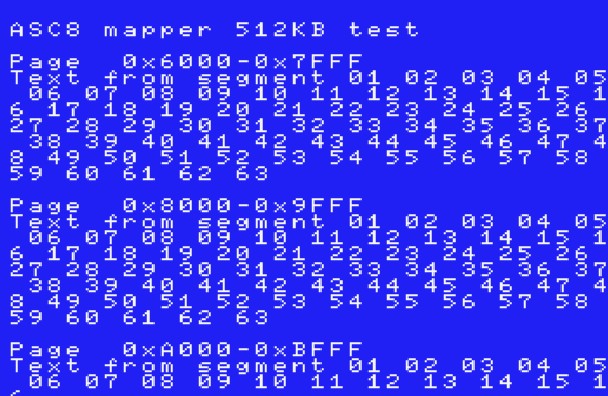 ASC8 mapper 512KB test
Page 0x6000-0x7FFF
Text from segment 01 02 03 04 05
06 07 08 09 10 11 12 13 14 15 1
6 17 18 19 20 21 22 23 24 25 26
27 28 29 30 31 32 33 34 35 36 37
38 39 40 41 42 43 44 45 46 47 4
8 49 50 51 52 53 54 55 56 57 58
59 60 61 62 63
Page 0x8000-0x9FFF
Text from segment 01 02 03 04 05
06 07 08 09 10 11 12 13 14 15 1
6 17 18 19 20 21 22 23 24 25 26
27 28 29 30 31 32 33 34 35 36 37
38 39 40 41 42 43 44 45 46 47 4
8 49 50 51 52 53 54 55 56 57 58
59 60 61 62 63
Page 0xA000-0xBFFF
Text from segment 01 02 03 04 05
06 07 08 09 10 11 12 13 14 15 1